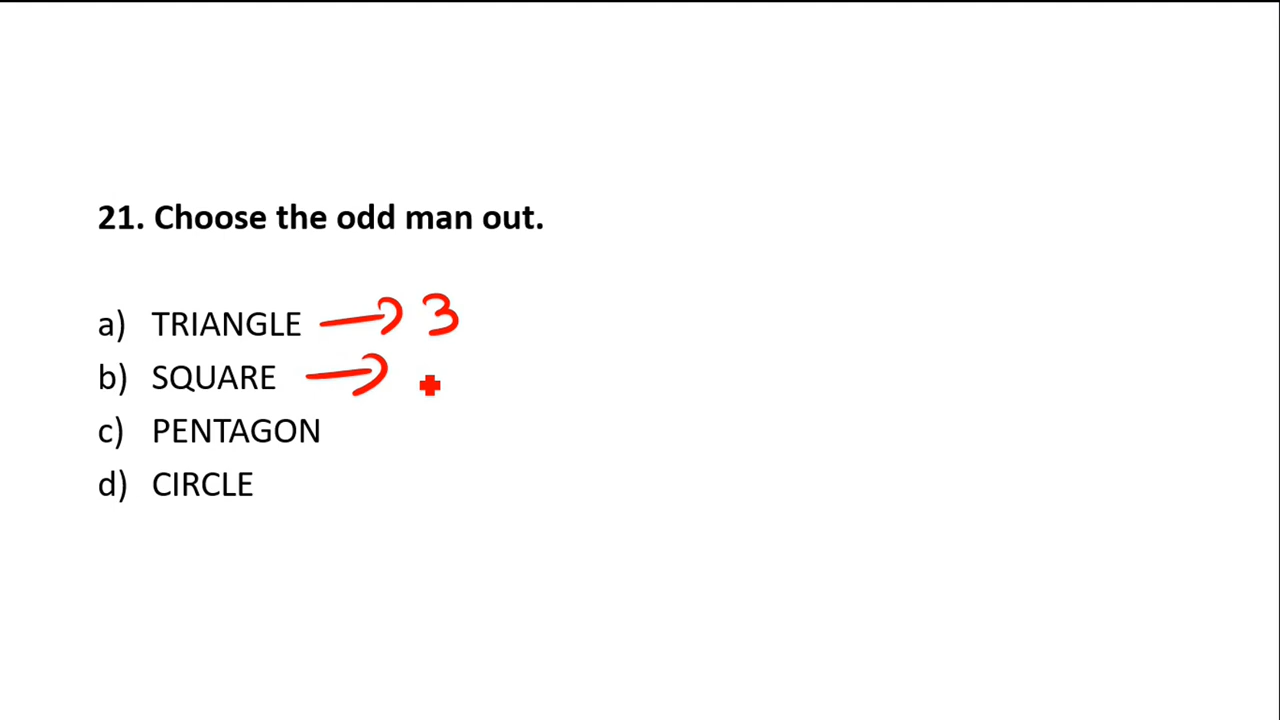 21. Choose the odd man out.
a) TRIANGLE → 3
b) SQUARE →
c) PENTAGON
d) CIRCLE